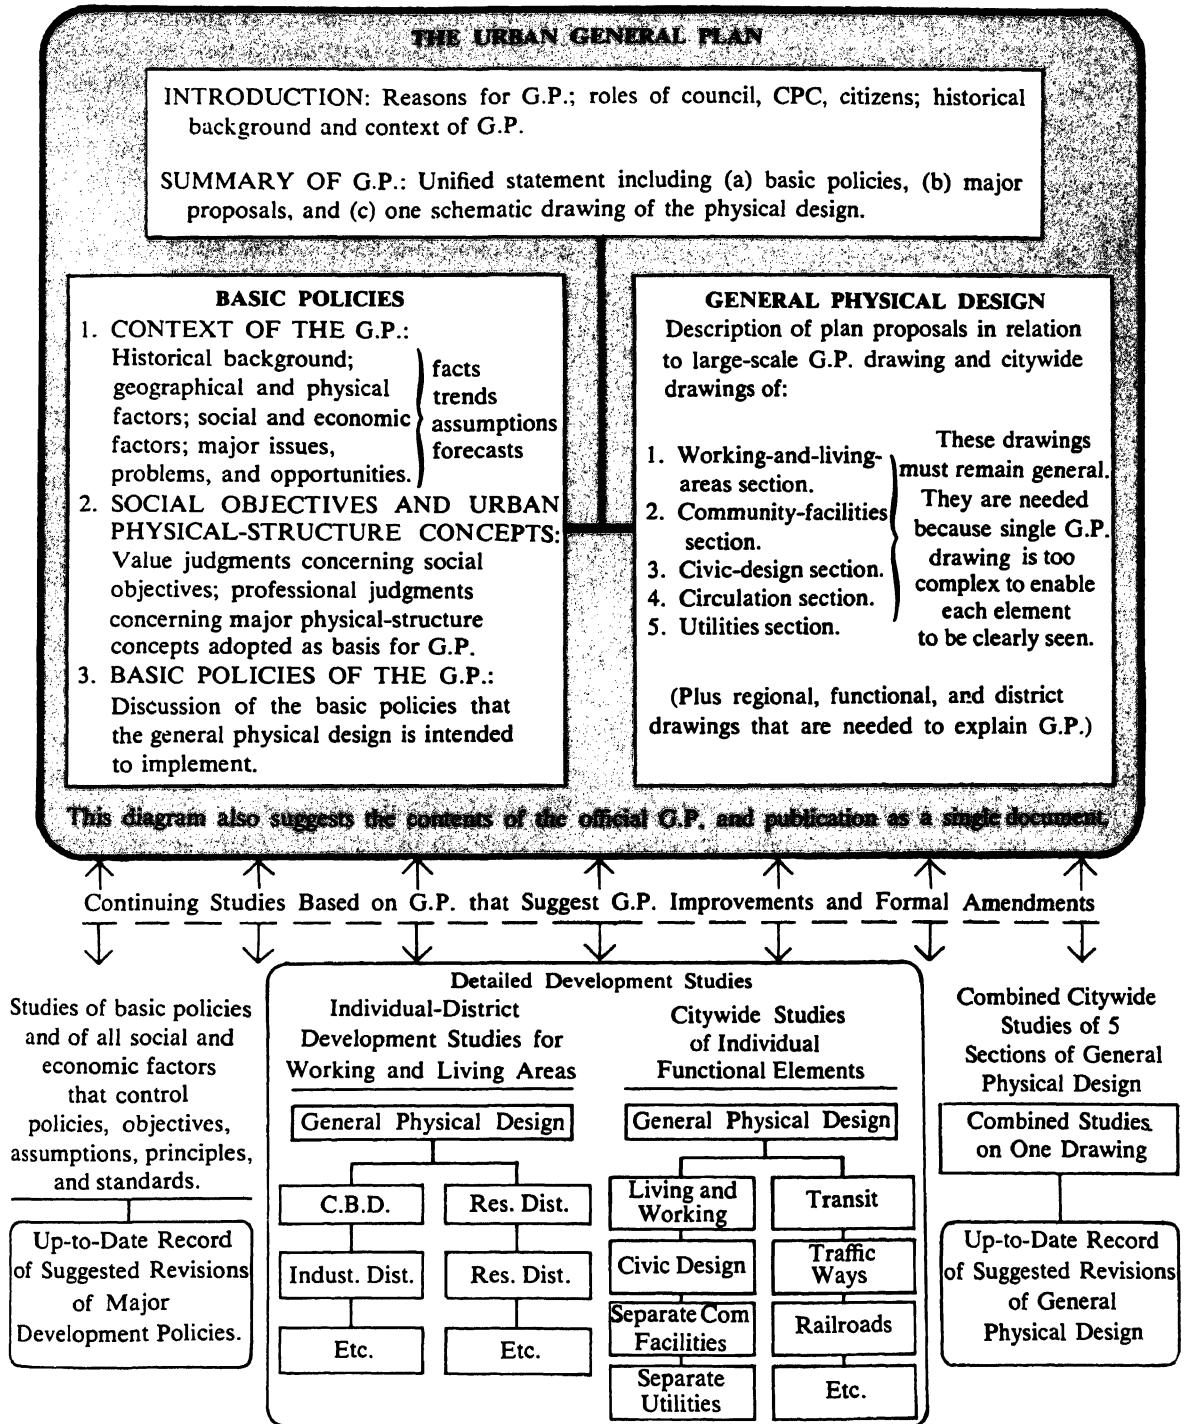 THE URBAN GENERAL PLAN
INTRODUCTION: Reasons for G.P.; roles of council, CPC, citizens; historical
background and context of G.P.
SUMMARY OF G.P.: Unified statement including (a) basic policies, (b) major
proposals, and (c) one schematic drawing of the physical design.
BASIC POLICIES
1. CONTEXT OF THE G.P.:
Historical background;
geographical and physical
factors; social and economic
factors; major issues,
problems, and opportunities.
facts
trends
assumptions
forecasts
2. SOCIAL OBJECTIVES AND URBAN
PHYSICAL-STRUCTURE CONCEPTS:
Value judgments concerning social
objectives; professional judgments
concerning major physical-structure
concepts adopted as basis for G.P.
3. BASIC POLICIES OF THE G.P.:
Discussion of the basic policies that
the general physical design is intended
to implement.
GENERAL PHYSICAL DESIGN
Description of plan proposals in relation
to large-scale G.P. drawing and citywide
drawings of:
1. Working-and-living-
areas section.
2. Community-facilities
section.
3. Civic-design section.
4. Circulation section.
5. Utilities section.
These drawings
must remain general.
They are needed
because single G.P.
drawing is too
complex to enable
each element
to be clearly seen.
(Plus regional, functional, and district
drawings that are needed to explain G.P.)
This diagram also suggests the contents of the official G.P. and publication as a single document.
Continuing Studies Based on G.P. that Suggest G.P. Improvements and Formal Amendments
Studies of basic policies
and of all social and
economic factors
that control
policies, objectives,
assumptions, principles,
and standards.
Up-to-Date Record
of Suggested Revisions
of Major
Development Policies.
Detailed Development Studies
Individual-District
Development Studies for
Working and Living Areas
General Physical Design
C.B.D.
Indust. Dist.
Etc.
Res. Dist.
Res. Dist.
Etc.
Citywide Studies
of Individual
Functional Elements
General Physical Design
Living and
Working
Civic Design
Separate Com
Facilities
Separate
Utilities
Transit
Traffic
Ways
Railroads
Etc.
Combined Citywide
Studies of 5
Sections of General
Physical Design
Combined Studies
on One Drawing
Up-to-Date Record
of Suggested Revisions
of General
Physical Design